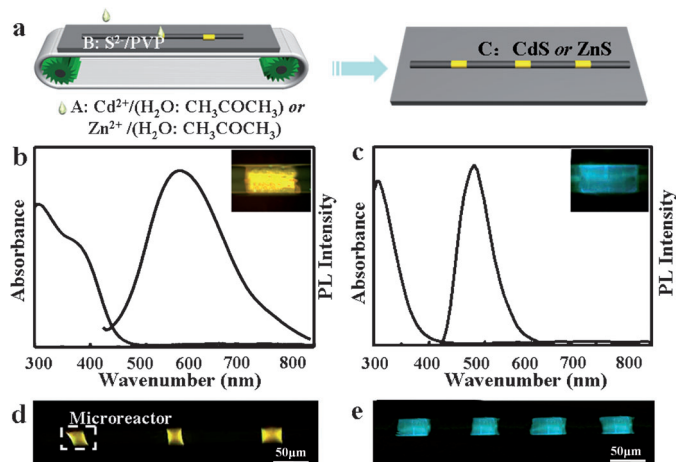 a
B: S²⁻/PVP
C: CdS or ZnS
A: Cd²⁺/(H₂O: CH₃COCH₃) or
Zn²⁺/(H₂O: CH₃COCH₃)
b
Absorbance
PL Intensity
300 400 500 600 700 800
Wavenumber (nm)
c
Absorbance
PL Intensity
300 400 500 600 700 800
Wavenumber (nm)
d
Microreactor
50μm
e
50μm